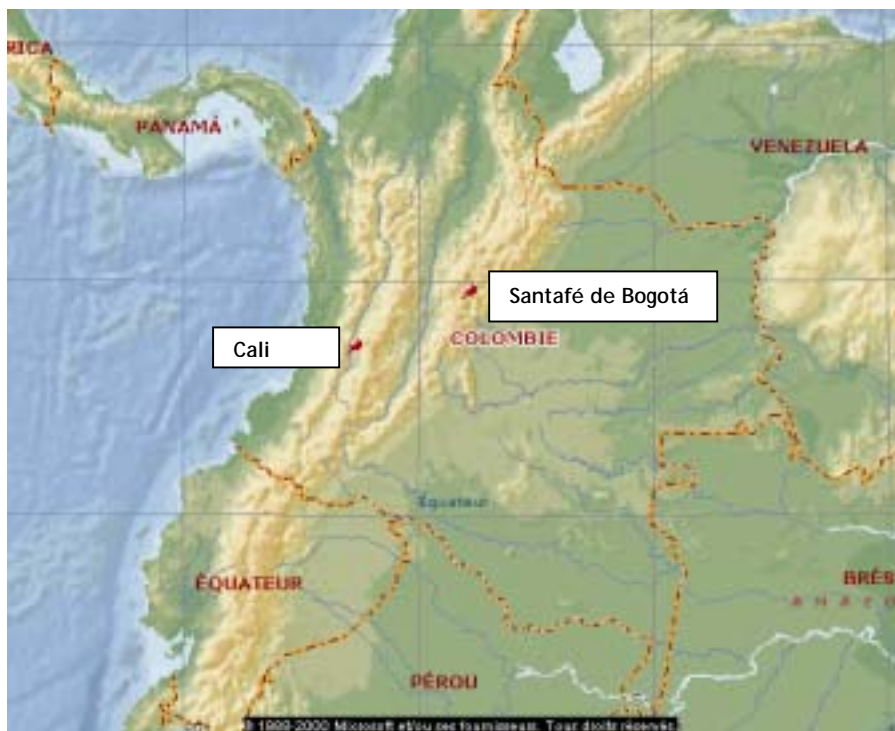 RICA
PANAMÁ
VENEZUELA
Santafé de Bogotá
COLOMBIE
Cali
Équateur
ÉQUATEUR
BRÉS
PÉROU
© 1988-2000 Microsoft et/ou ses fournisseurs. Tous droits réservés.